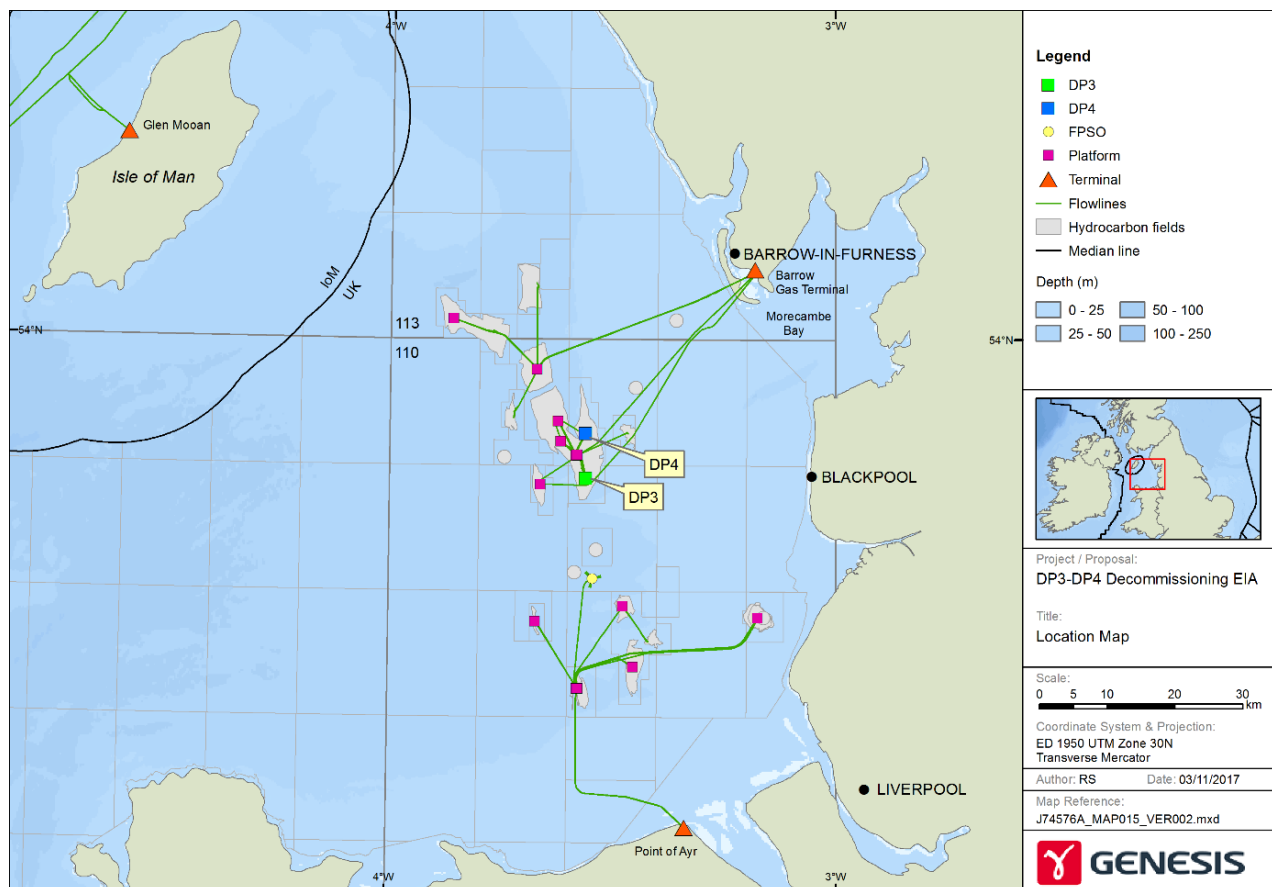 4°W
3°W
Glen Mooan
Isle of Man
IoM
UK
BARROW-IN-FURNESS
Barrow
Gas Terminal
Morecambe
Bay
54°N
113
110
54°N
DP4
DP3
BLACKPOOL
LIVERPOOL
Point of Ayr
4°W
3°W
Legend
DP3
DP4
FPSO
Platform
Terminal
Flowlines
Hydrocarbon fields
Median line
Depth (m)
0 - 25
50 - 100
25 - 50
100 - 250
Project / Proposal:
DP3-DP4 Decommissioning EIA
Title:
Location Map
Scale:
0 5 10 20 30
km
Coordinate System & Projection:
ED 1950 UTM Zone 30N
Transverse Mercator
Author: RS Date: 03/11/2017
Map Reference:
J74576A_MAP015_VER002.mxd
GENESIS